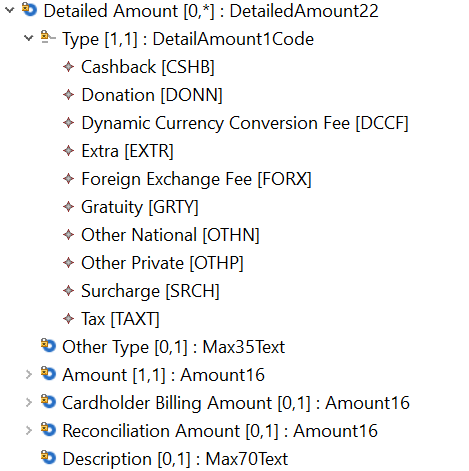 Detailed Amount [0,*] : DetailedAmount22
Type [1,1] : DetailAmount1Code
Cashback [CSHB]
Donation [DONN]
Dynamic Currency Conversion Fee [DCCF]
Extra [EXTR]
Foreign Exchange Fee [FORX]
Gratuity [GRTY]
Other National [OTHN]
Other Private [OTHP]
Surcharge [SRCH]
Tax [TAXT]
Other Type [0,1] : Max35Text
Amount [1,1] : Amount16
Cardholder Billing Amount [0,1] : Amount16
Reconciliation Amount [0,1] : Amount16
Description [0,1] : Max70Text